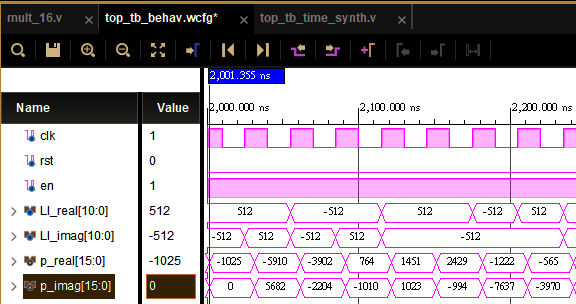 mult_16.v × top_tb_behav.wcfg* × top_tb_time_synth.v ×
2,001.355 ns
Name Value 2,000.000 ns 2,100.000 ns 2,200.000 ns
clk 1
rst 0
en 1
LI_real[10:0] 512 512 -512 512 -512 512
LI_imag[10:0] -512 -512 512 -512 512 -512
p_real[15:0] -1025 -1025 -5910 -3902 764 1451 2429 -1222 -565
p_imag[15:0] 0 0 5682 -2204 -1010 1023 -994 -7637 -3970